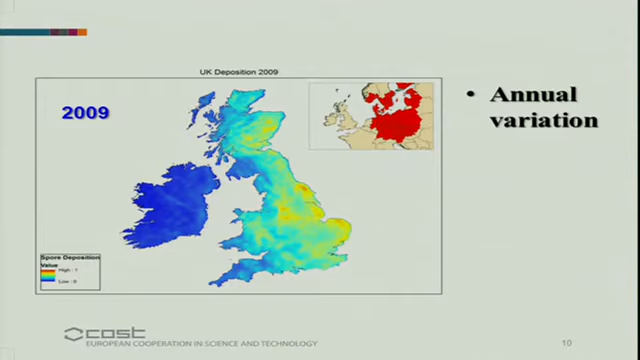 UK Deposition 2009
2009
• Annual
variation
Spore Deposition
Value
High : 1
Low : 0
cost
EUROPEAN COOPERATION IN SCIENCE AND TECHNOLOGY
10